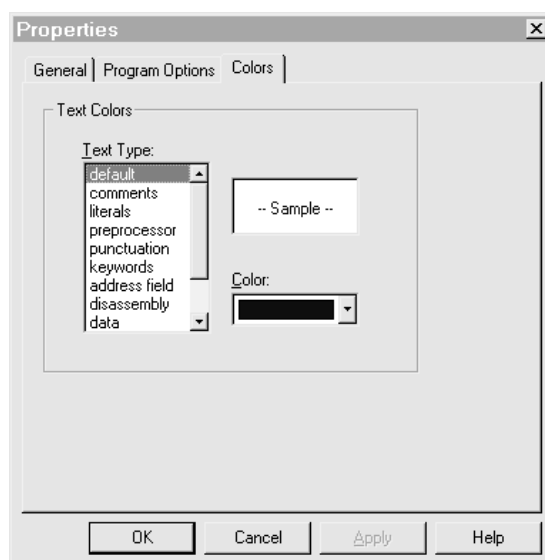 Properties
General Program Options Colors
Text Colors
Text Type:
default
comments
literals
preprocessor
punctuation
keywords
address field
disassembly
data
-- Sample --
Color:
OK Cancel Apply Help